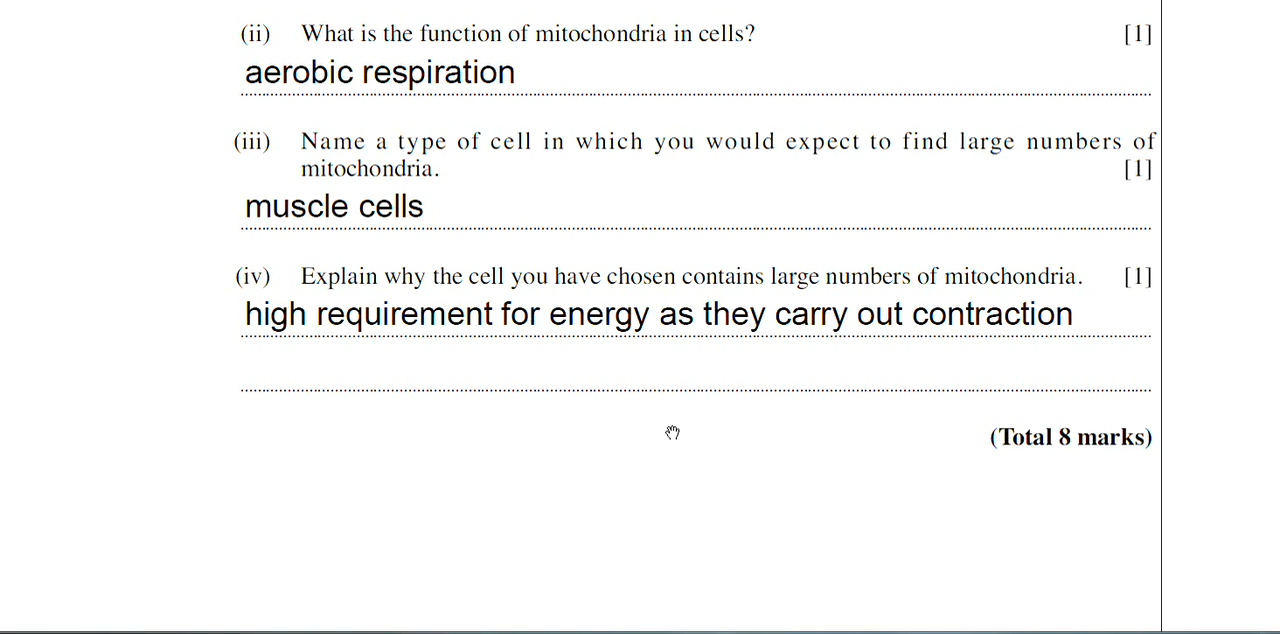 (ii) What is the function of mitochondria in cells? [1]
aerobic respiration
(iii) Name a type of cell in which you would expect to find large numbers of
mitochondria. [1]
muscle cells
(iv) Explain why the cell you have chosen contains large numbers of mitochondria. [1]
high requirement for energy as they carry out contraction
(Total 8 marks)